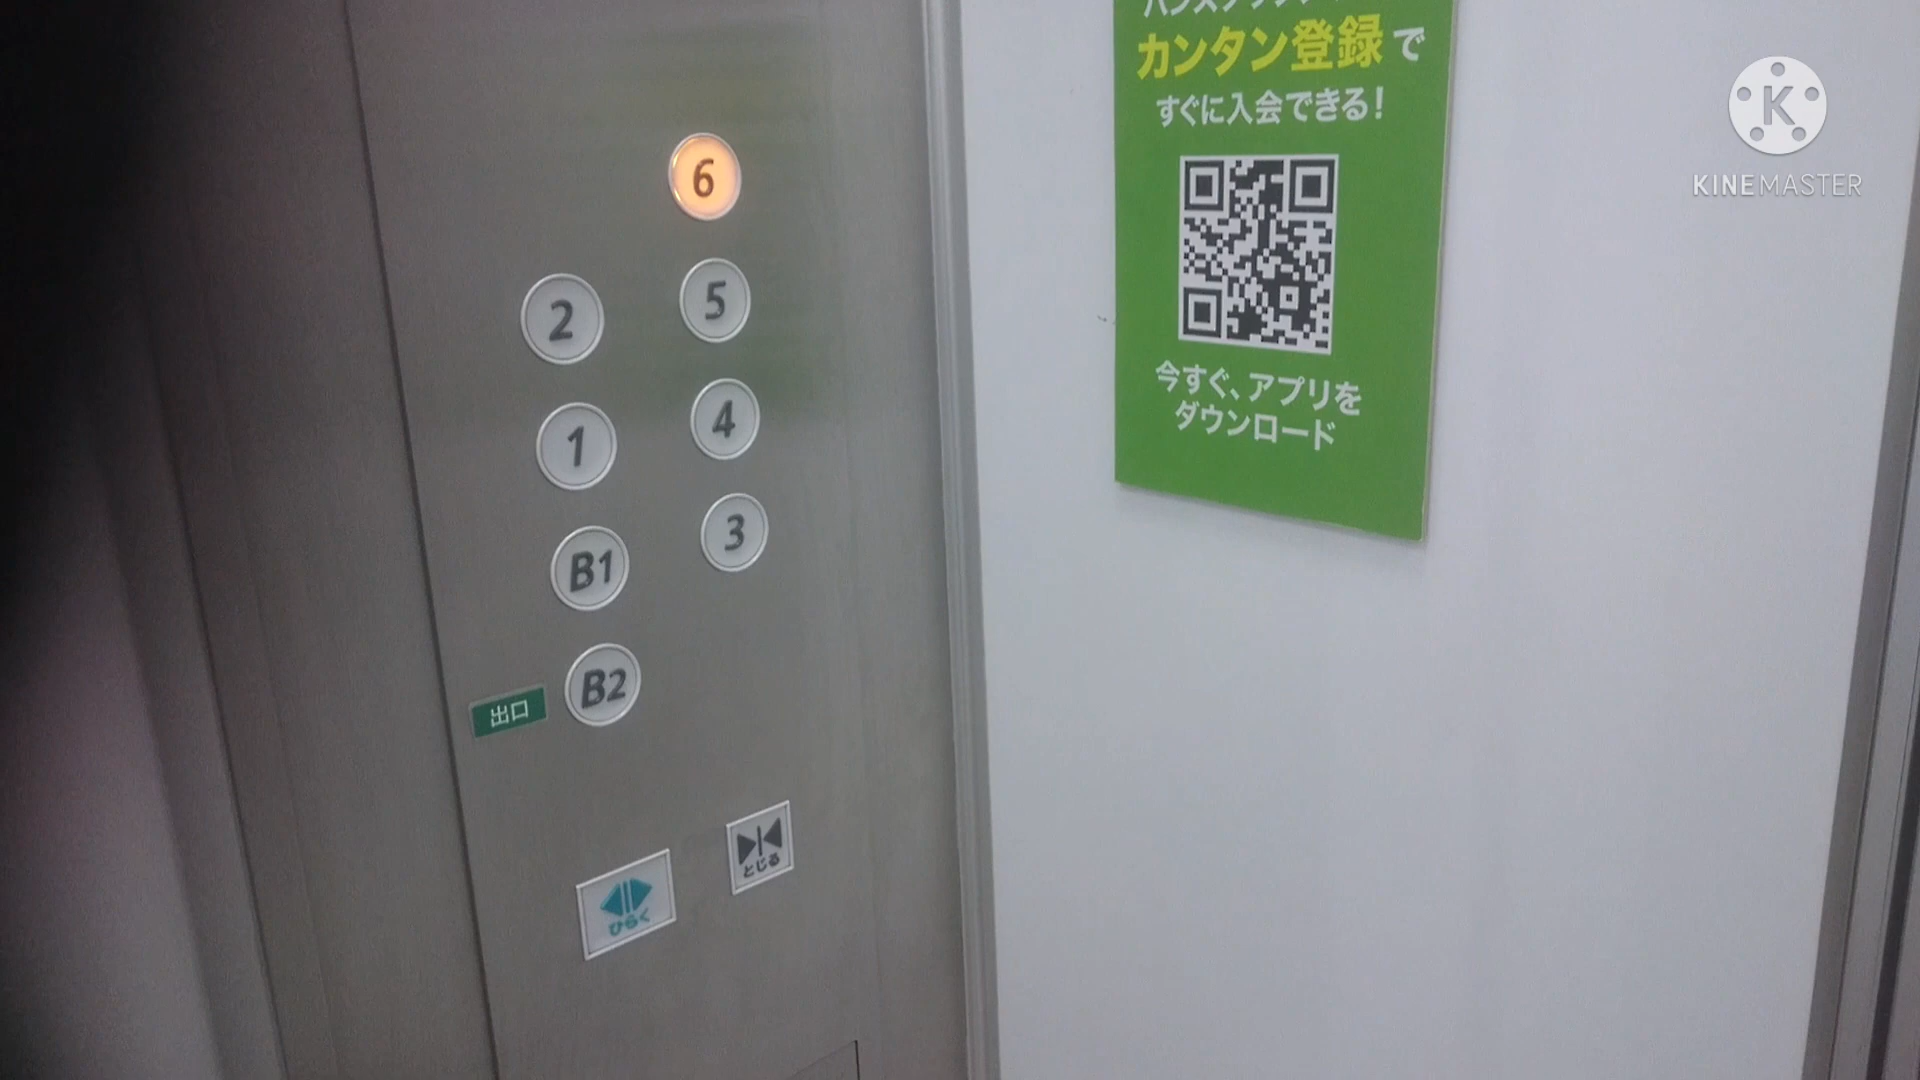 カンタン登録で
すぐに入会できる!
今すぐ、アプリを
ダウンロード
KINEMASTER
6
5
4
3
2
1
B1
B2
出口
ひらく
とじる